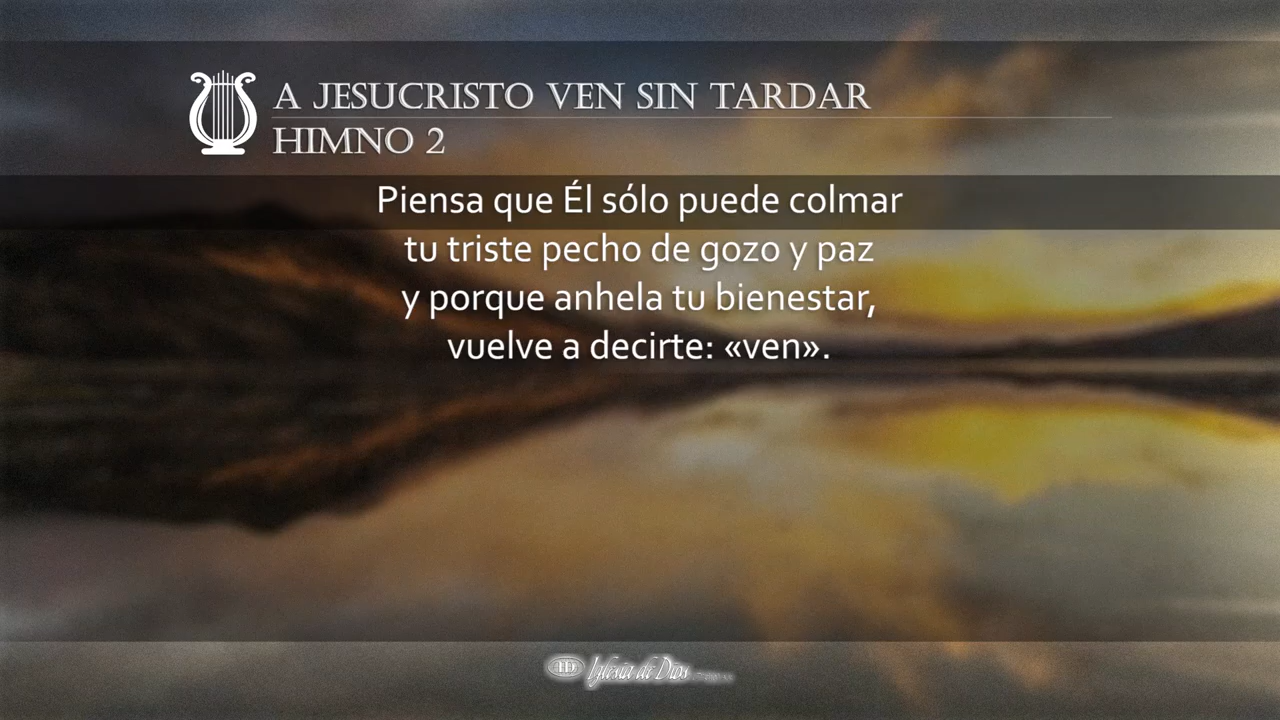 A JESUCRISTO VEN SIN TARDAR
HIMNO 2
Piensa que Él sólo puede colmar
tu triste pecho de gozo y paz
y porque anhela tu bienestar,
vuelve a decirte: «ven».
Iglesia de Dios